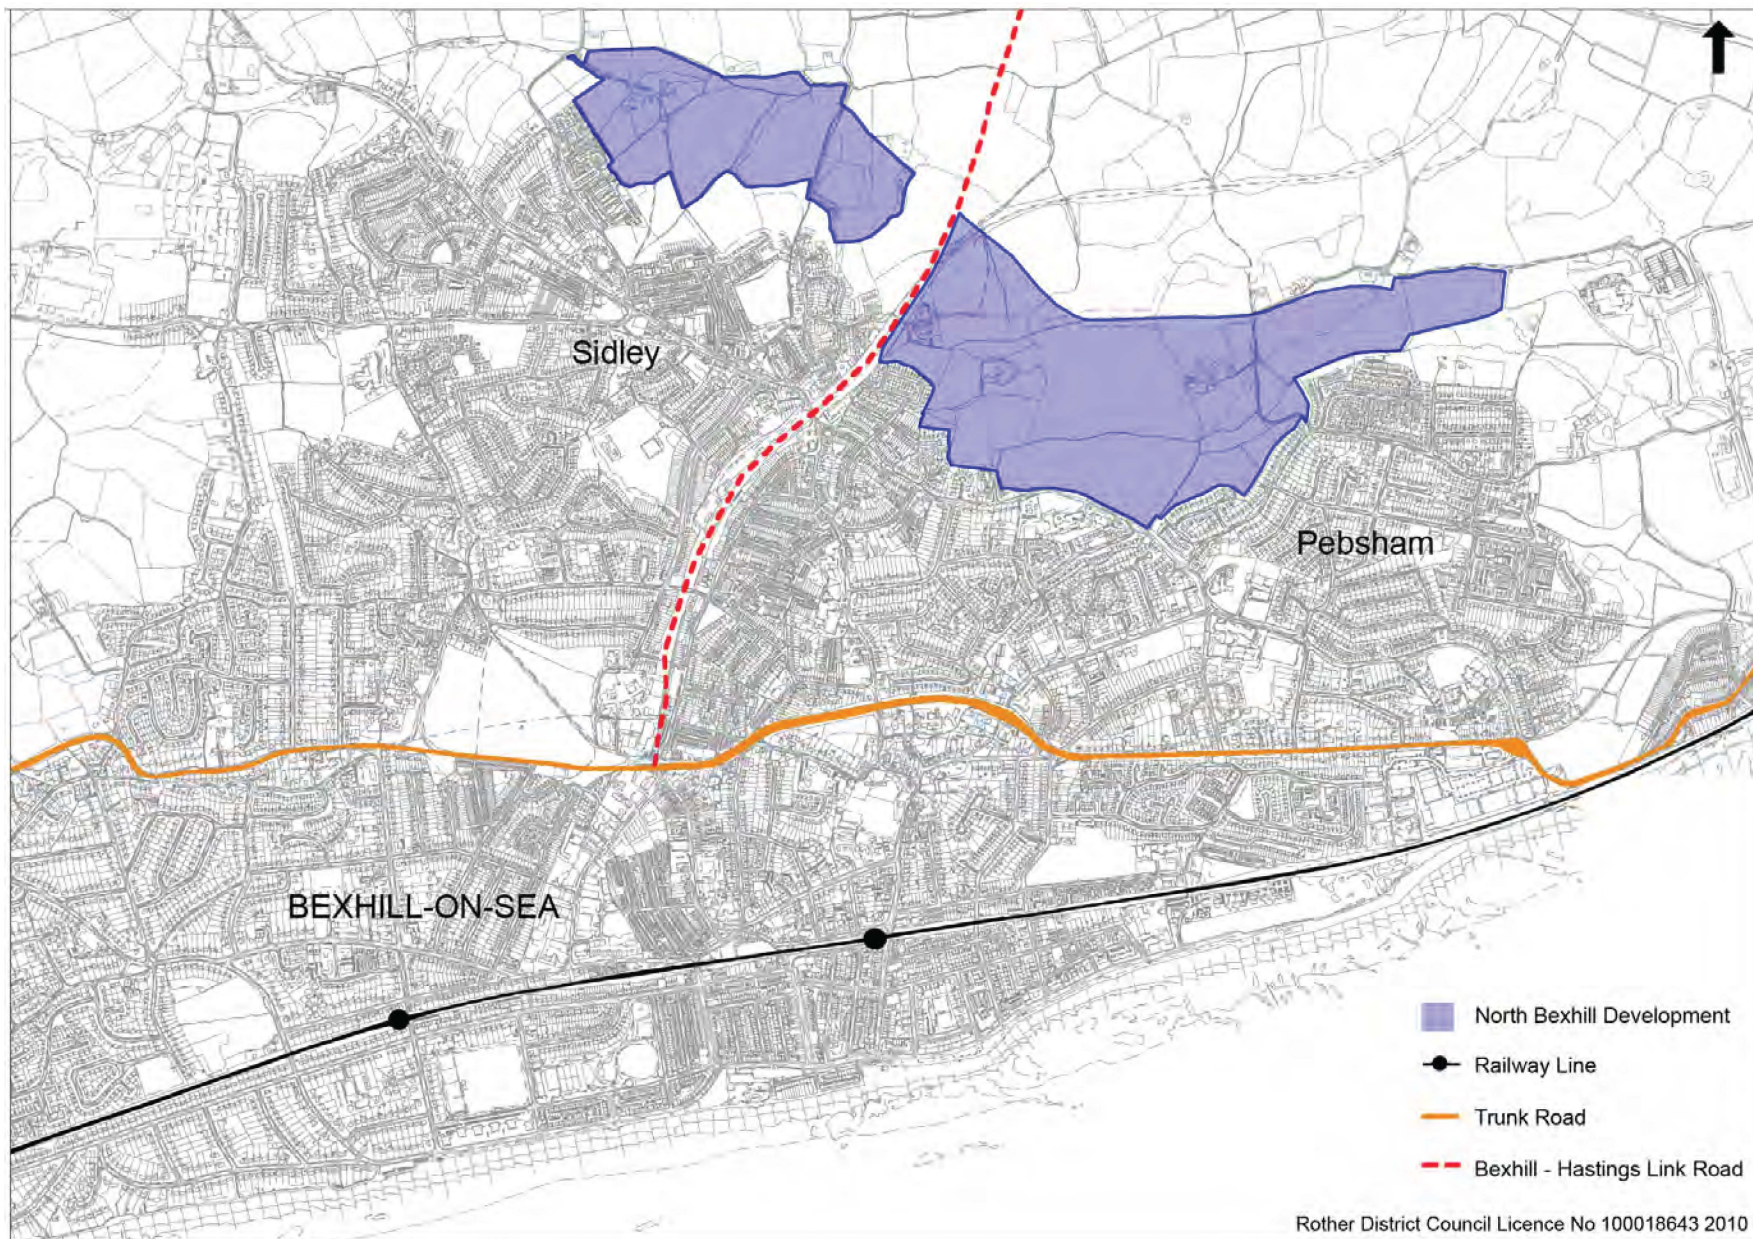 Sidley
Pebsham
BEXHILL-ON-SEA
North Bexhill Development
Railway Line
Trunk Road
Bexhill - Hastings Link Road
Rother District Council Licence No 100018643 2010